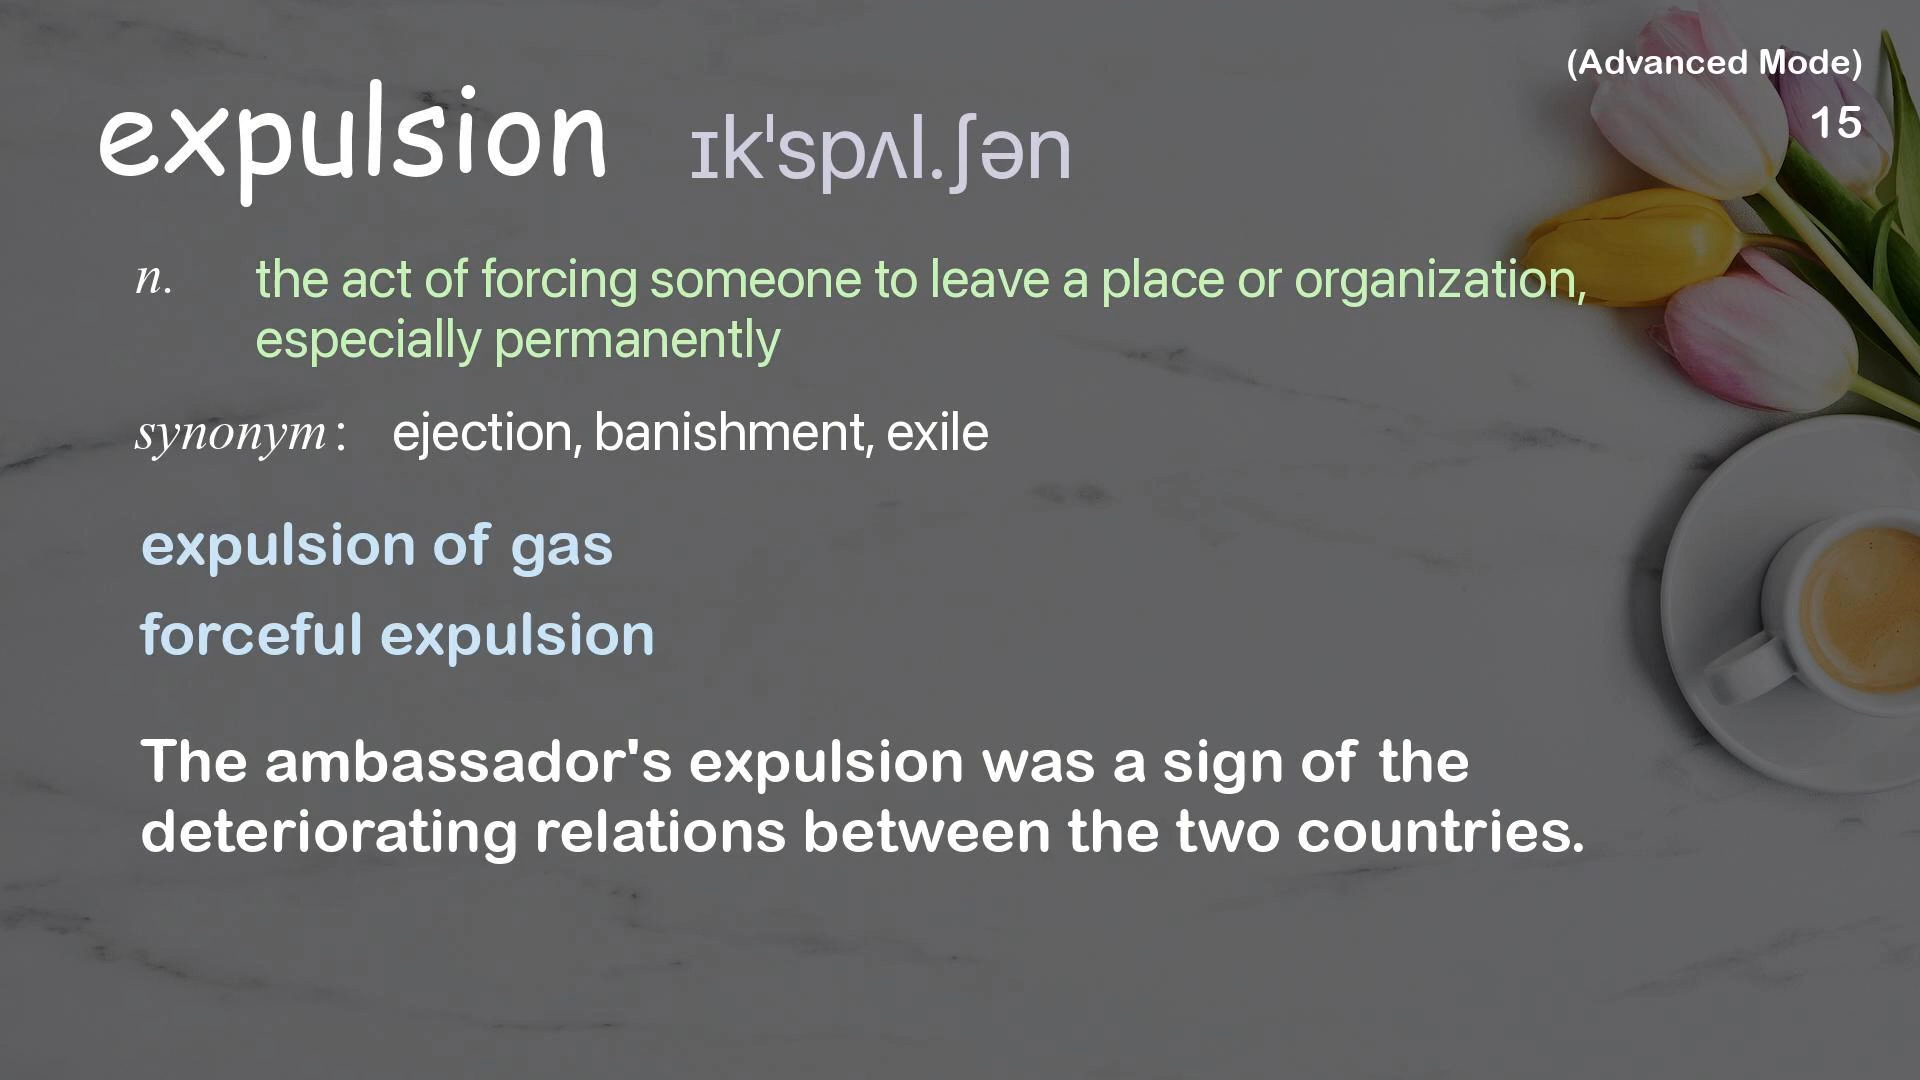 (Advanced Mode)
15
expulsion ɪk'spʌl.ʃən
n. the act of forcing someone to leave a place or organization,
especially permanently
synonym: ejection, banishment, exile
expulsion of gas
forceful expulsion
The ambassador's expulsion was a sign of the
deteriorating relations between the two countries.